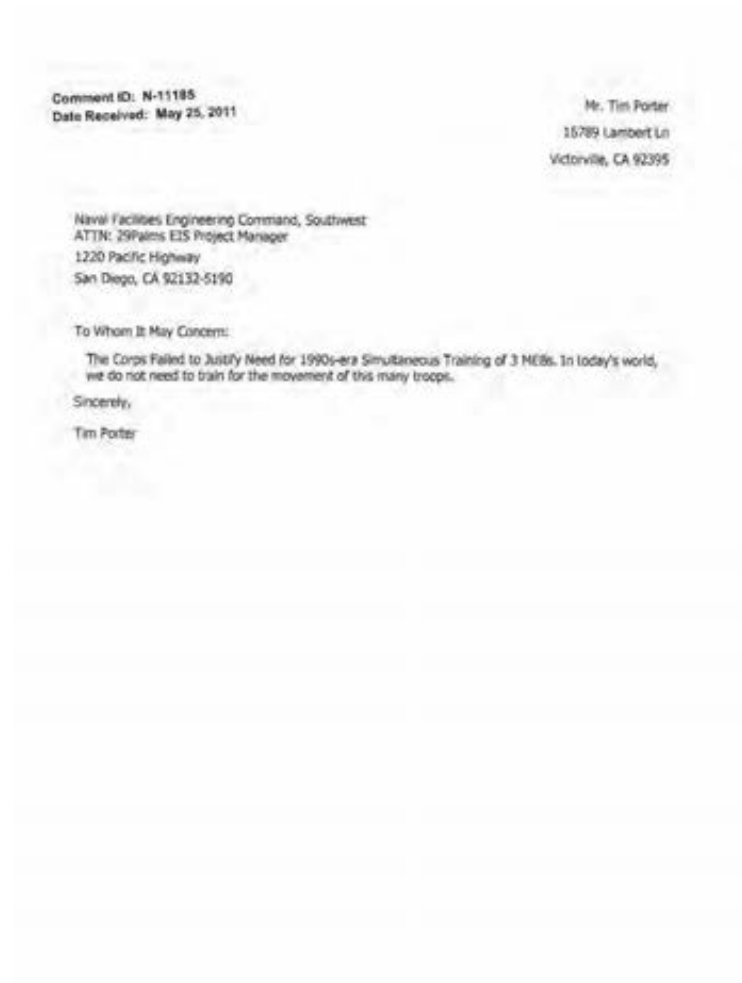 Comment ID: N-11185
Date Received: May 25, 2011
Mr. Tim Porter
15789 Lambert Ln
Victorville, CA 92395
Naval Facilities Engineering Command, Southwest
ATTN: 29Palms EIS Project Manager
1220 Pacific Highway
San Diego, CA 92132-5190
To Whom It May Concern:
The Corps Failed to Justify Need for 1990s-era Simultaneous Training of 3 MEBs. In today's world,
we do not need to train for the movement of this many troops.
Sincerely,
Tim Porter